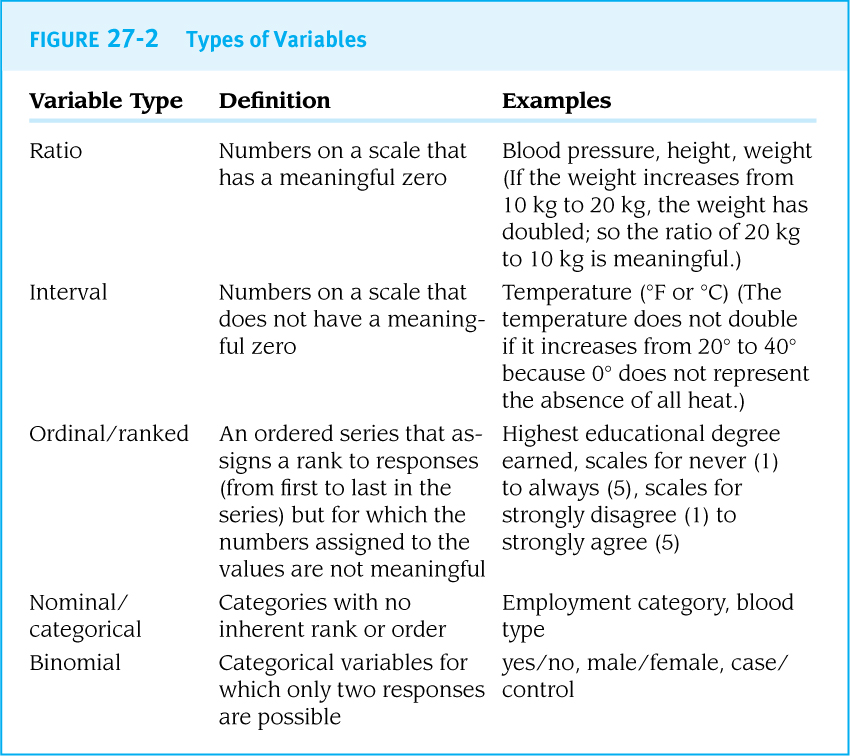 FIGURE 27-2 Types of Variables
Variable Type Definition Examples
Ratio Numbers on a scale that Blood pressure, height, weight
has a meaningful zero (If the weight increases from
10 kg to 20 kg, the weight has
doubled; so the ratio of 20 kg
to 10 kg is meaningful.)
Interval Numbers on a scale that Temperature (°F or °C) (The
does not have a meaning- temperature does not double
ful zero if it increases from 20° to 40°
because 0° does not represent
the absence of all heat.)
Ordinal/ranked An ordered series that as- Highest educational degree
signs a rank to responses earned, scales for never (1)
(from first to last in the to always (5), scales for
series) but for which the strongly disagree (1) to
numbers assigned to the strongly agree (5)
values are not meaningful
Nominal/ Categories with no Employment category, blood
categorical inherent rank or order type
Binomial Categorical variables for yes/no, male/female, case/
which only two responses control
are possible